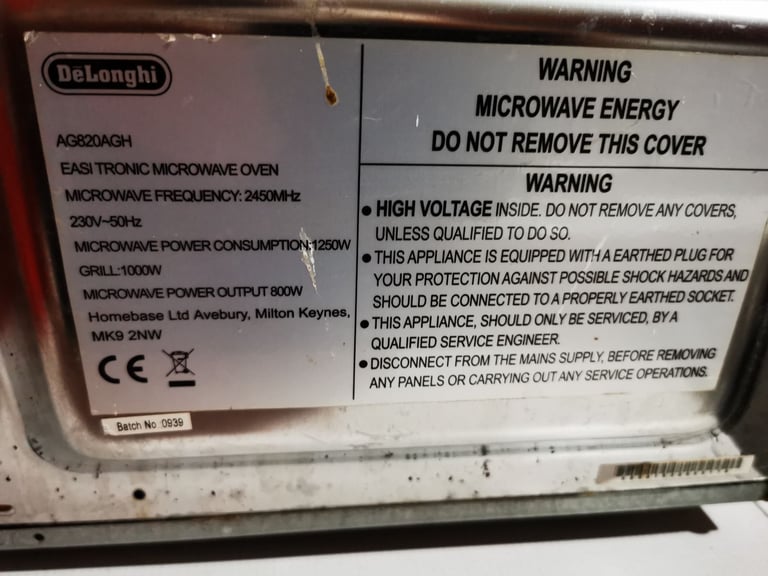 DēLonghi
AG820AGH
EASI TRONIC MICROWAVE OVEN
MICROWAVE FREQUENCY: 2450MHz
230V~50Hz
MICROWAVE POWER CONSUMPTION:1250W
GRILL:1000W
MICROWAVE POWER OUTPUT 800W
Homebase Ltd Avebury, Milton Keynes,
MK9 2NW
CE
Batch No 0939
WARNING
MICROWAVE ENERGY
DO NOT REMOVE THIS COVER
WARNING
● HIGH VOLTAGE INSIDE. DO NOT REMOVE ANY COVERS,
UNLESS QUALIFIED TO DO SO.
● THIS APPLIANCE IS EQUIPPED WITH A EARTHED PLUG FOR
YOUR PROTECTION AGAINST POSSIBLE SHOCK HAZARDS AND
SHOULD BE CONNECTED TO A PROPERLY EARTHED SOCKET.
● THIS APPLIANCE, SHOULD ONLY BE SERVICED, BY A
QUALIFIED SERVICE ENGINEER.
● DISCONNECT FROM THE MAINS SUPPLY, BEFORE REMOVING
ANY PANELS OR CARRYING OUT ANY SERVICE OPERATIONS.